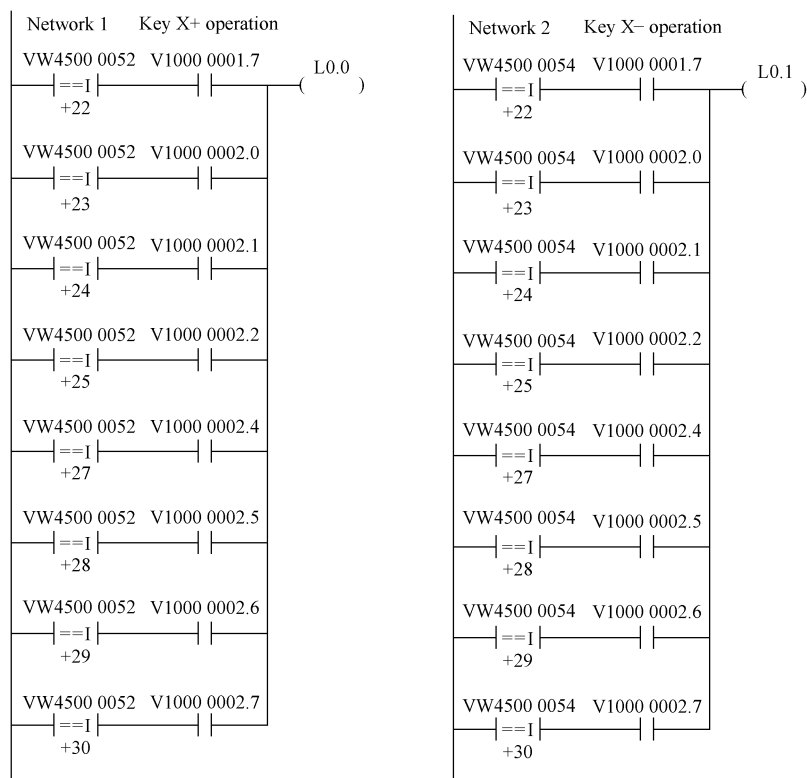 Network 1 Key X+ operation
VW4500 0052 V1000 0001.7
L0.0
==I
+22
VW4500 0052 V1000 0002.0
==I
+23
VW4500 0052 V1000 0002.1
==I
+24
VW4500 0052 V1000 0002.2
==I
+25
VW4500 0052 V1000 0002.4
==I
+27
VW4500 0052 V1000 0002.5
==I
+28
VW4500 0052 V1000 0002.6
==I
+29
VW4500 0052 V1000 0002.7
==I
+30
Network 2 Key X− operation
VW4500 0054 V1000 0001.7
L0.1
==I
+22
VW4500 0054 V1000 0002.0
==I
+23
VW4500 0054 V1000 0002.1
==I
+24
VW4500 0054 V1000 0002.2
==I
+25
VW4500 0054 V1000 0002.4
==I
+27
VW4500 0054 V1000 0002.5
==I
+28
VW4500 0054 V1000 0002.6
==I
+29
VW4500 0054 V1000 0002.7
==I
+30